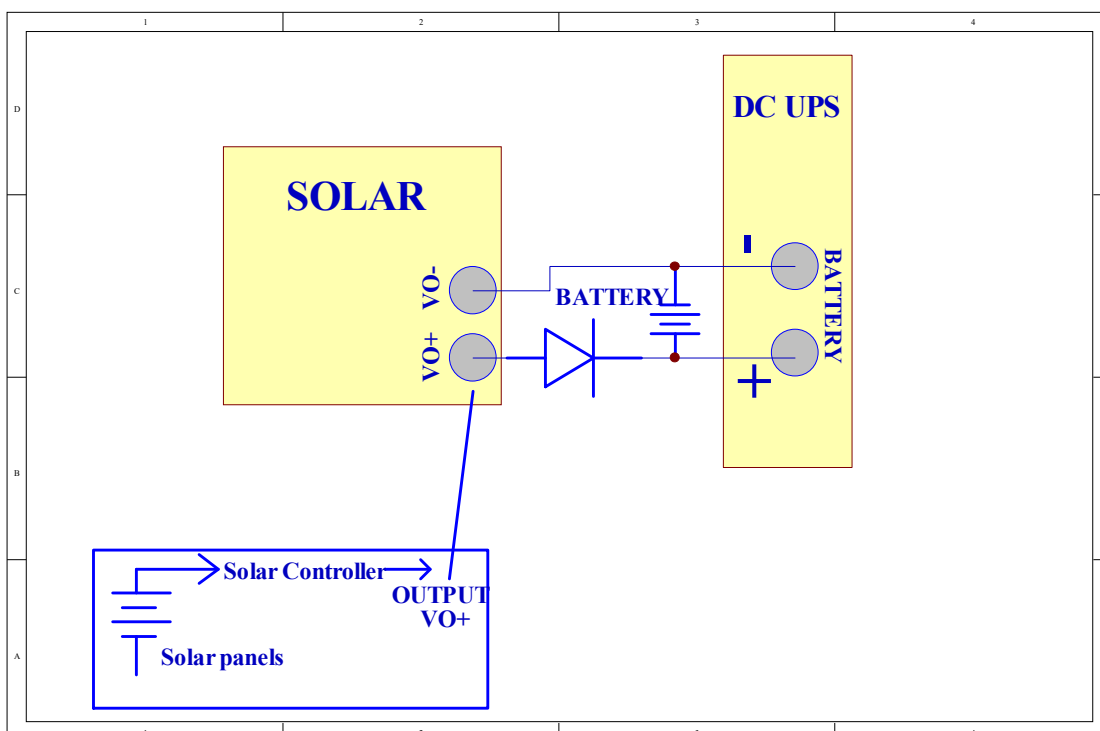 1 2 3 4
D
DC UPS
SOLAR
C
VO-
BATTERY
-
BATTERY
VO+
+
B
Solar Controller
OUTPUT
VO+
A
Solar panels